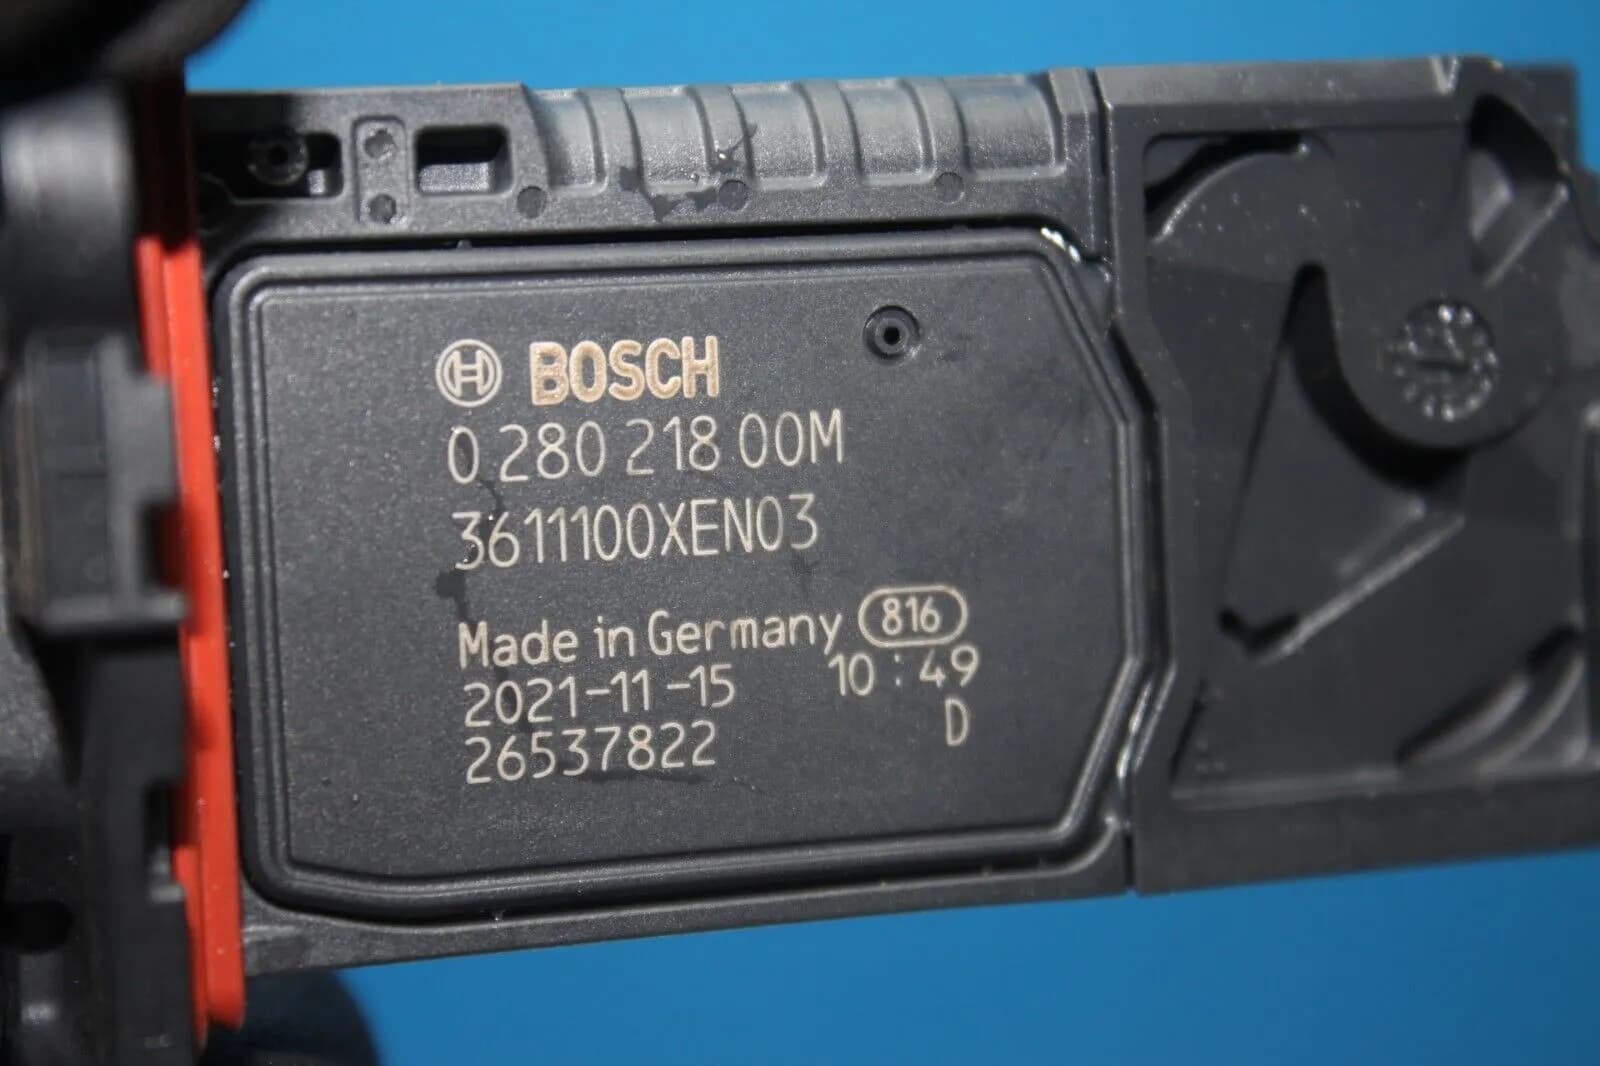 BOSCH
0 280 218 00M
3611100XEN03
Made in Germany 816
2021-11-15 10:49
26537822 D